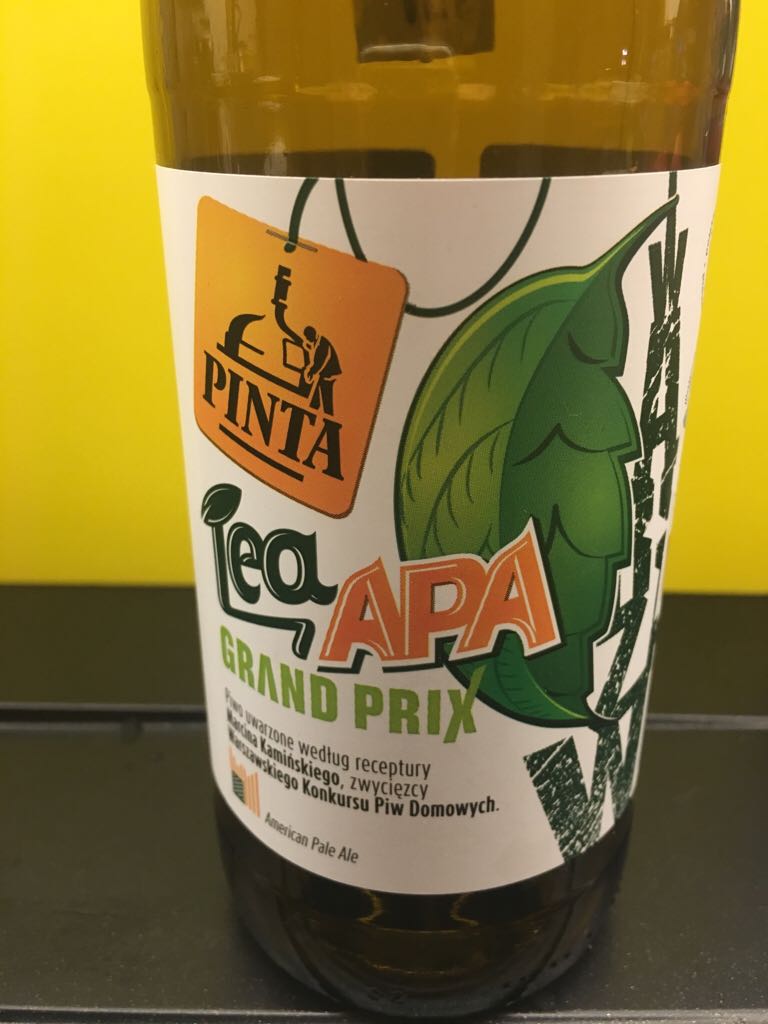 PINTA
Tea APA
GRAND PRIX
Piwo uwarzone według receptury
Marcina Kamińskiego, zwycięzcy
Warszawskiego Konkursu Piw Domowych.
American Pale Ale